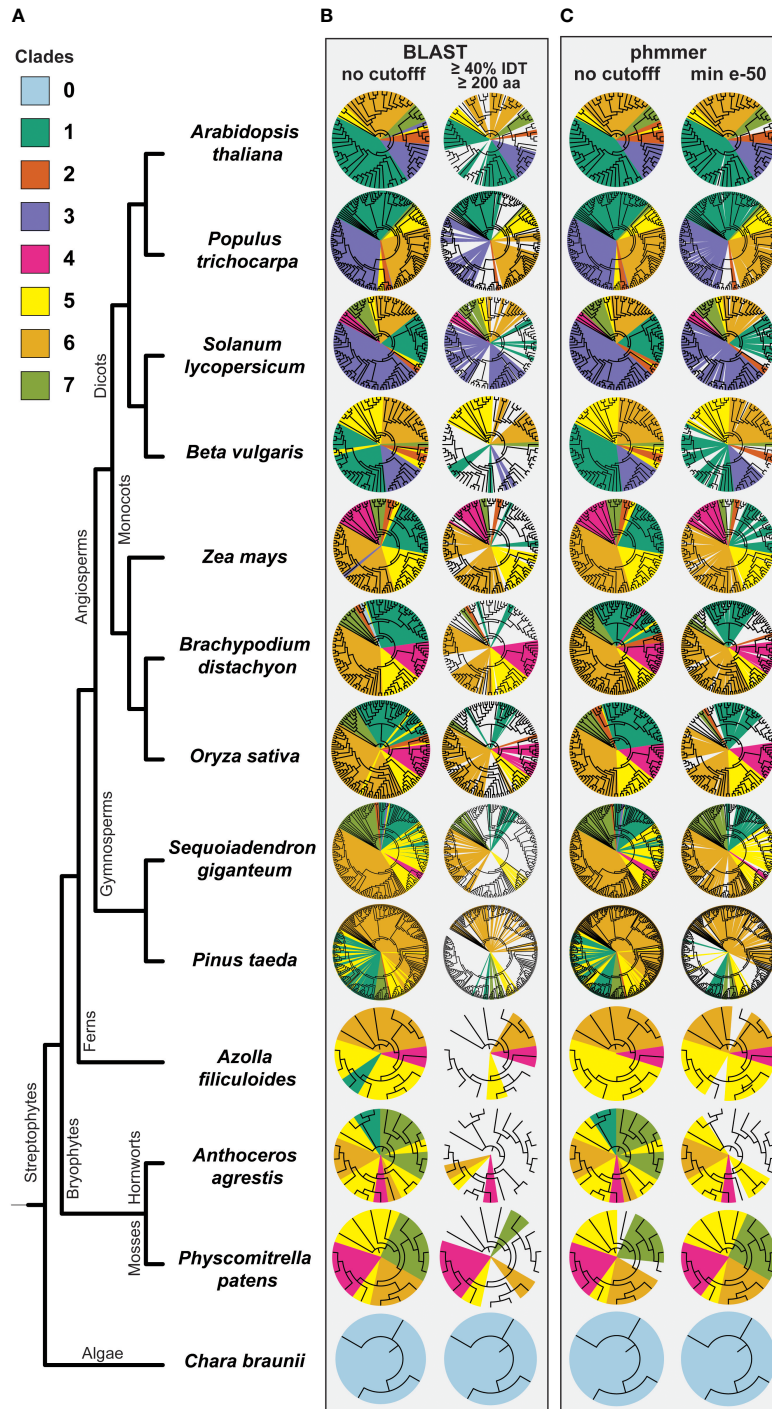 A
B
C
Clades
0
1
2
3
4
5
6
7
BLAST
no cutofff
≥ 40% IDT
≥ 200 aa
phmmer
no cutofff
min e-50
Streptophytes
Bryophytes
Ferns
Angiosperms
Gymnosperms
Dicots
Monocots
Hornworts
Mosses
Algae
Arabidopsis
thaliana
Populus
trichocarpa
Solanum
lycopersicum
Beta vulgaris
Zea mays
Brachypodium
distachyon
Oryza sativa
Sequoiadendron
giganteum
Pinus taeda
Azolla
filiculoides
Anthoceros
agrestis
Physcomitrella
patens
Chara braunii